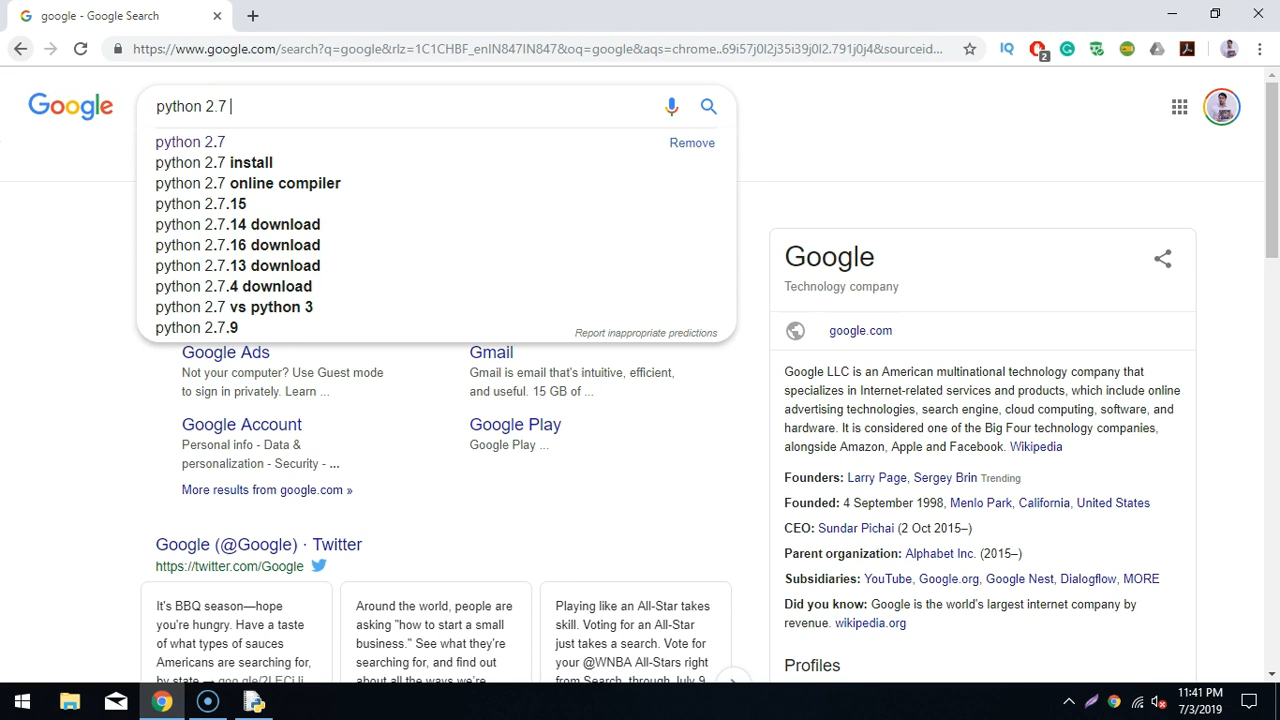 google - Google Search
https://www.google.com/search?q=google&rlz=1C1CHBF_enIN847IN847&oq=google&aqs=chrome..69i57j0l2j35i39j0l2.791j0j4&sourceid...
IQ
2
Google
python 2.7
python 2.7
Remove
python 2.7 install
python 2.7 online compiler
python 2.7.15
python 2.7.14 download
python 2.7.16 download
python 2.7.13 download
python 2.7.4 download
python 2.7 vs python 3
python 2.7.9
Report inappropriate predictions
Google Ads
Not your computer? Use Guest mode
to sign in privately. Learn ...
Gmail
Gmail is email that's intuitive, efficient,
and useful. 15 GB of ...
Google Account
Personal info - Data &
personalization - Security - ...
Google Play
Google Play ...
More results from google.com »
Google (@Google) · Twitter
https://twitter.com/Google
It's BBQ season—hope
you're hungry. Have a taste
of what types of sauces
Americans are searching for,
Around the world, people are
asking "how to start a small
business." See what they're
searching for, and find out
about all the ways we're
Playing like an All-Star takes
skill. Voting for an All-Star
just takes a search. Vote for
your @WNBA All-Stars right
from Search, through July 9
Google
Technology company
google.com
Google LLC is an American multinational technology company that
specializes in Internet-related services and products, which include online
advertising technologies, search engine, cloud computing, software, and
hardware. It is considered one of the Big Four technology companies,
alongside Amazon, Apple and Facebook. Wikipedia
Founders: Larry Page, Sergey Brin Trending
Founded: 4 September 1998, Menlo Park, California, United States
CEO: Sundar Pichai (2 Oct 2015–)
Parent organization: Alphabet Inc. (2015–)
Subsidiaries: YouTube, Google.org, Google Nest, Dialogflow, MORE
Did you know: Google is the world's largest internet company by
revenue. wikipedia.org
Profiles
11:41 PM
7/3/2019